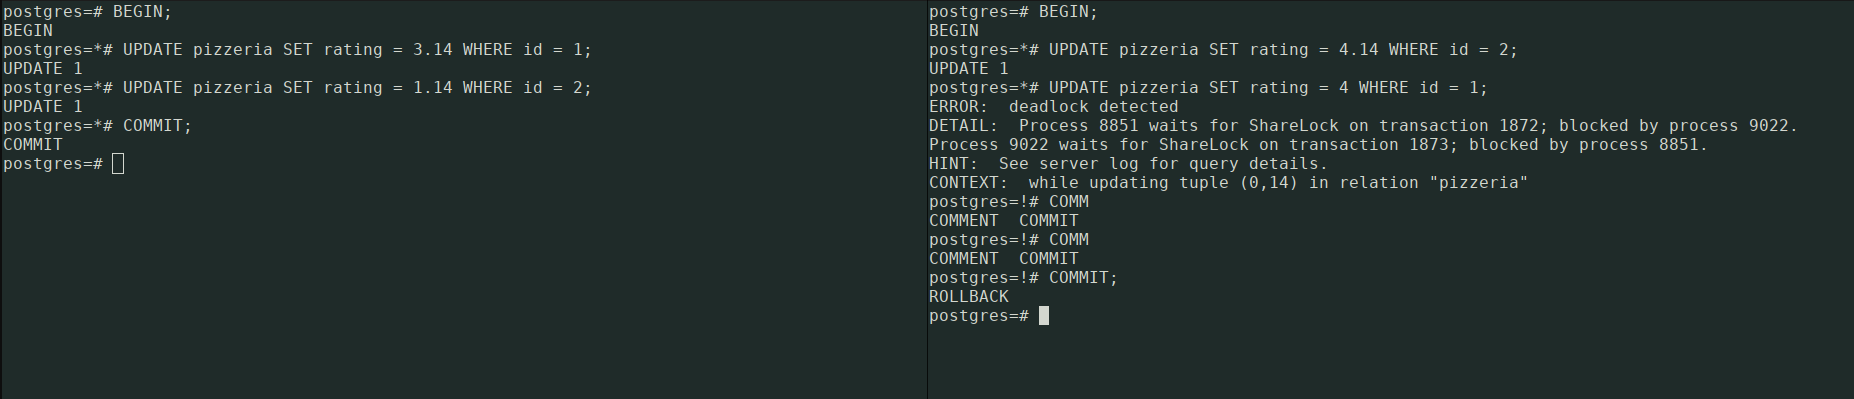 postgres=# BEGIN;
BEGIN
postgres=*# UPDATE pizzeria SET rating = 3.14 WHERE id = 1;
UPDATE 1
postgres=*# UPDATE pizzeria SET rating = 1.14 WHERE id = 2;
UPDATE 1
postgres=*# COMMIT;
COMMIT
postgres=#
postgres=# BEGIN;
BEGIN
postgres=*# UPDATE pizzeria SET rating = 4.14 WHERE id = 2;
UPDATE 1
postgres=*# UPDATE pizzeria SET rating = 4 WHERE id = 1;
ERROR:  deadlock detected
DETAIL:  Process 8851 waits for ShareLock on transaction 1872; blocked by process 9022.
Process 9022 waits for ShareLock on transaction 1873; blocked by process 8851.
HINT:  See server log for query details.
CONTEXT:  while updating tuple (0,14) in relation "pizzeria"
postgres=!# COMM
COMMENT  COMMIT
postgres=!# COMM
COMMENT  COMMIT
postgres=!# COMMIT;
ROLLBACK
postgres=#